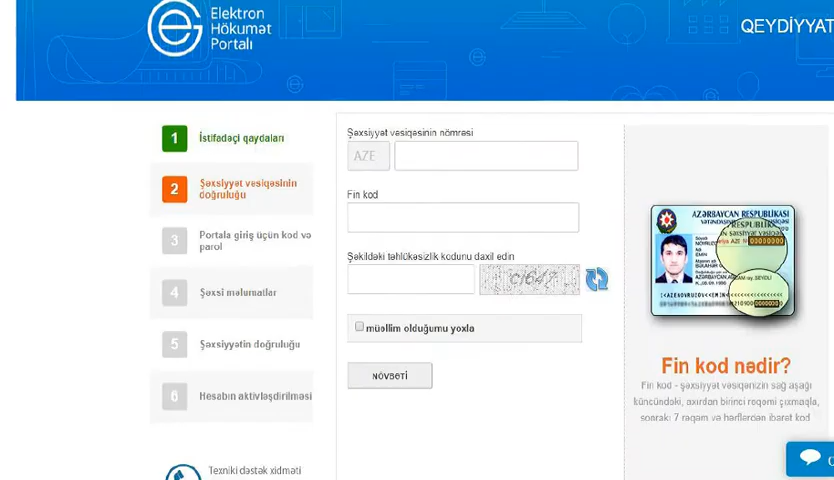 Elektron
Hökumət
Portalı
QEYDİYYAT
1
İstifadəçi qaydaları
2
Şəxsiyyət vəsiqəsinin
doğruluğu
3
Portala giriş üçün kod və
parol
4
Şəxsi məlumatlar
5
Şəxsiyyətin doğruluğu
6
Hesabın aktivləşdirilməsi
Texniki dəstək xidməti
Şəxsiyyət vəsiqəsinin nömrəsi
AZE
Fin kod
Şəkildəki təhlükəsizlik kodunu daxil edin
müəllim olduğumu yoxla
NÖVBƏTİ
AZƏRBAYCAN RESPUBLİKASI
Fin kod nədir?
Fin kod - şəxsiyyət vəsiqənizin sağ aşağı
küncündəki, axırdan birinci rəqəmi çıxmaqla,
sonrakı 7 rəqəm və hərflərdən ibarət kod